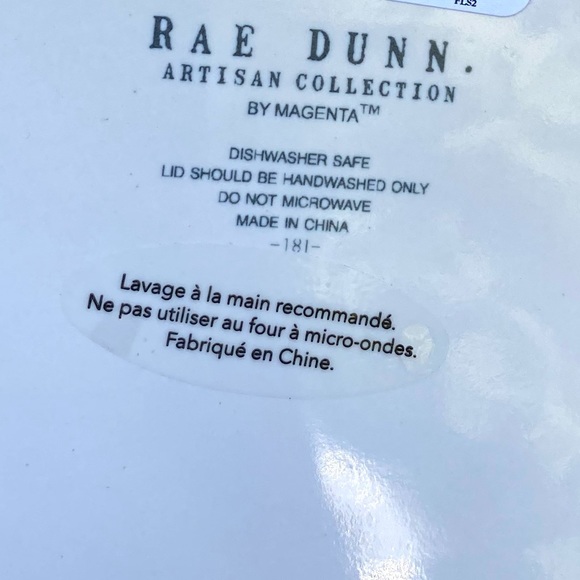 PLS2
RAE DUNN.
ARTISAN COLLECTION
BY MAGENTA™
DISHWASHER SAFE
LID SHOULD BE HANDWASHED ONLY
DO NOT MICROWAVE
MADE IN CHINA
-181-
Lavage à la main recommandé.
Ne pas utiliser au four à micro-ondes.
Fabriqué en Chine.